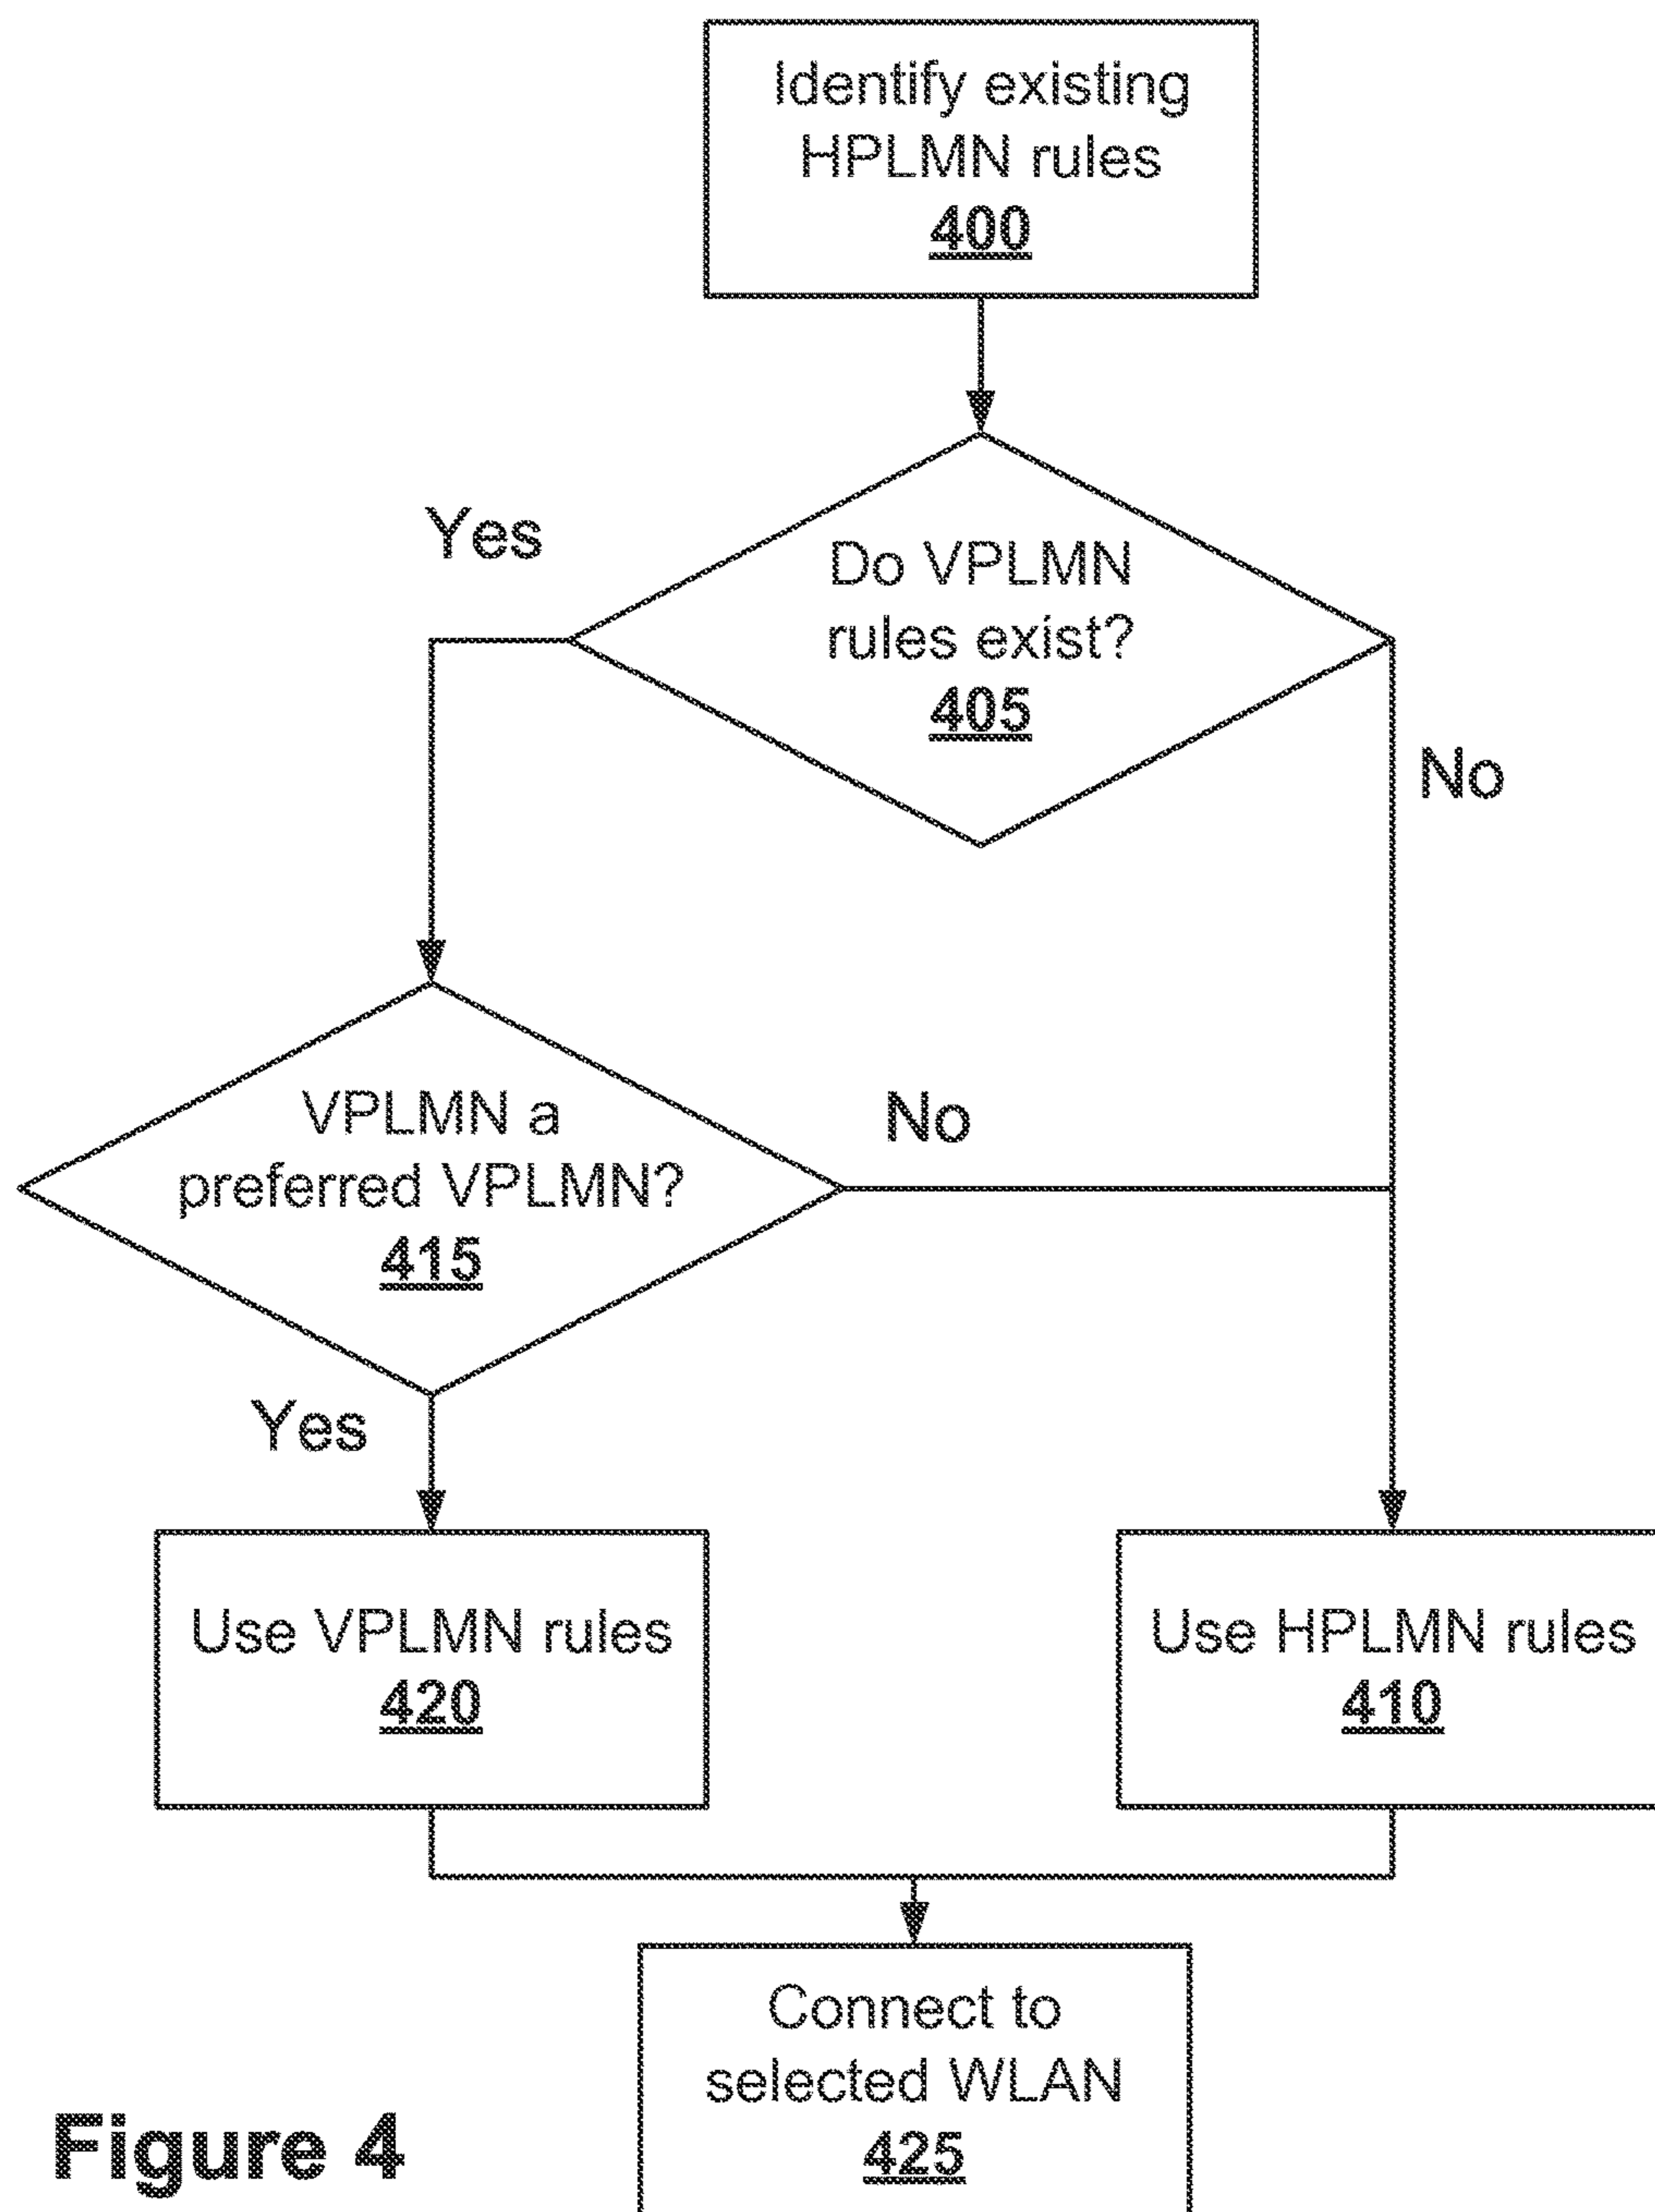 Identify existing
HPLMN rules
400
Yes
Do VPLMN
rules exist?
405
No
VPLMN a
preferred VPLMN?
415
No
Yes
Use VPLMN rules
420
Use HPLMN rules
410
Connect to
selected WLAN
425
Figure 4